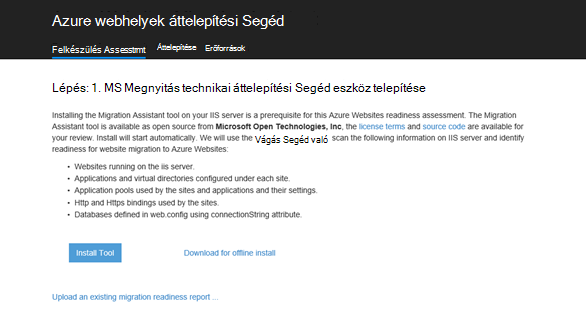 Azure webhelyek áttelepítési Segéd
Felkészülés Assesstmt Áttelepítése Erőforrások
Lépés: 1. MS Megnyitás technikai áttelepítési Segéd eszköz telepítése
Installing the Migration Assistant tool on your IIS server is a prerequisite for this Azure Websites readiness assessment. The Migration
Assistant tool is available as open source from Microsoft Open Technologies, Inc, the license terms and source code are available for
your review. Install will start automatically. We will use the Vágás Segéd való scan the following information on IIS server and identify
readiness for website migration to Azure Websites:
• Websites running on the iis server.
• Applications and virtual directories configured under each site.
• Application pools used by the sites and applications and their settings.
• Http and Https bindings used by the sites.
• Databases defined in web.config using connectionString attribute.
Install Tool Download for offline install
Upload an existing migration readiness report ...